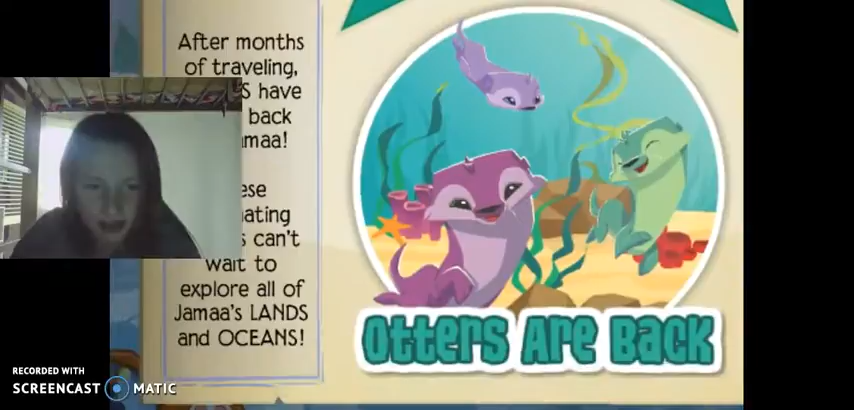 After months
of traveling,
S have
back
maa!
ese
ating
s can't
wait to
explore all of
Jamaa's LANDS
and OCEANS!
Otters Are Back
RECORDED WITH
SCREENCAST MATIC